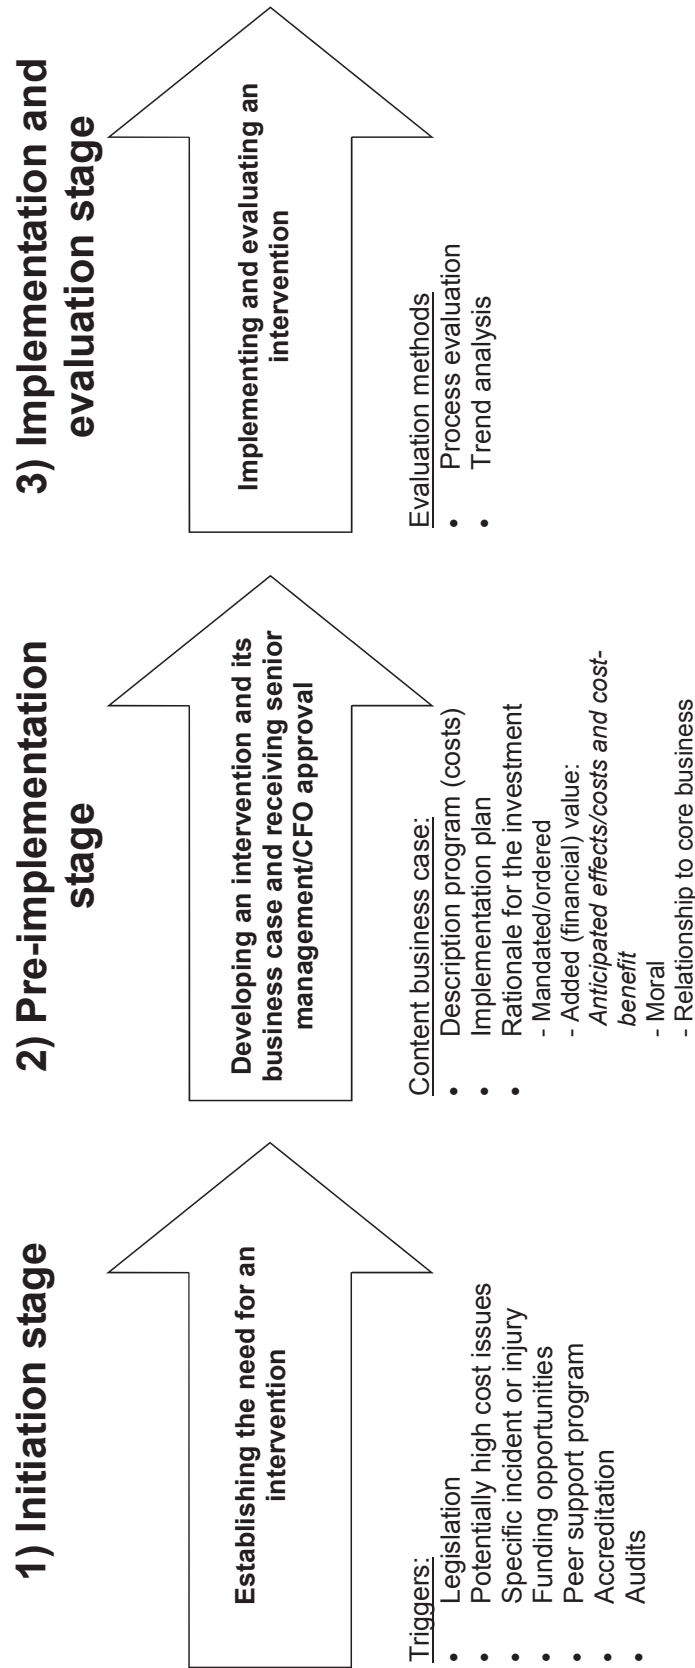 1) Initiation stage
Establishing the need for an
intervention
Triggers:
• Legislation
• Potentially high cost issues
• Specific incident or injury
• Funding opportunities
• Peer support program
• Accreditation
• Audits
2) Pre-implementation
stage
Developing an intervention and its
business case and receiving senior
management/CFO approval
Content business case:
• Description program (costs)
• Implementation plan
• Rationale for the investment
- Mandated/ordered
- Added (financial) value:
Anticipated effects/costs and cost-
benefit
- Moral
- Relationship to core business
3) Implementation and
evaluation stage
Implementing and evaluating an
intervention
Evaluation methods
• Process evaluation
• Trend analysis